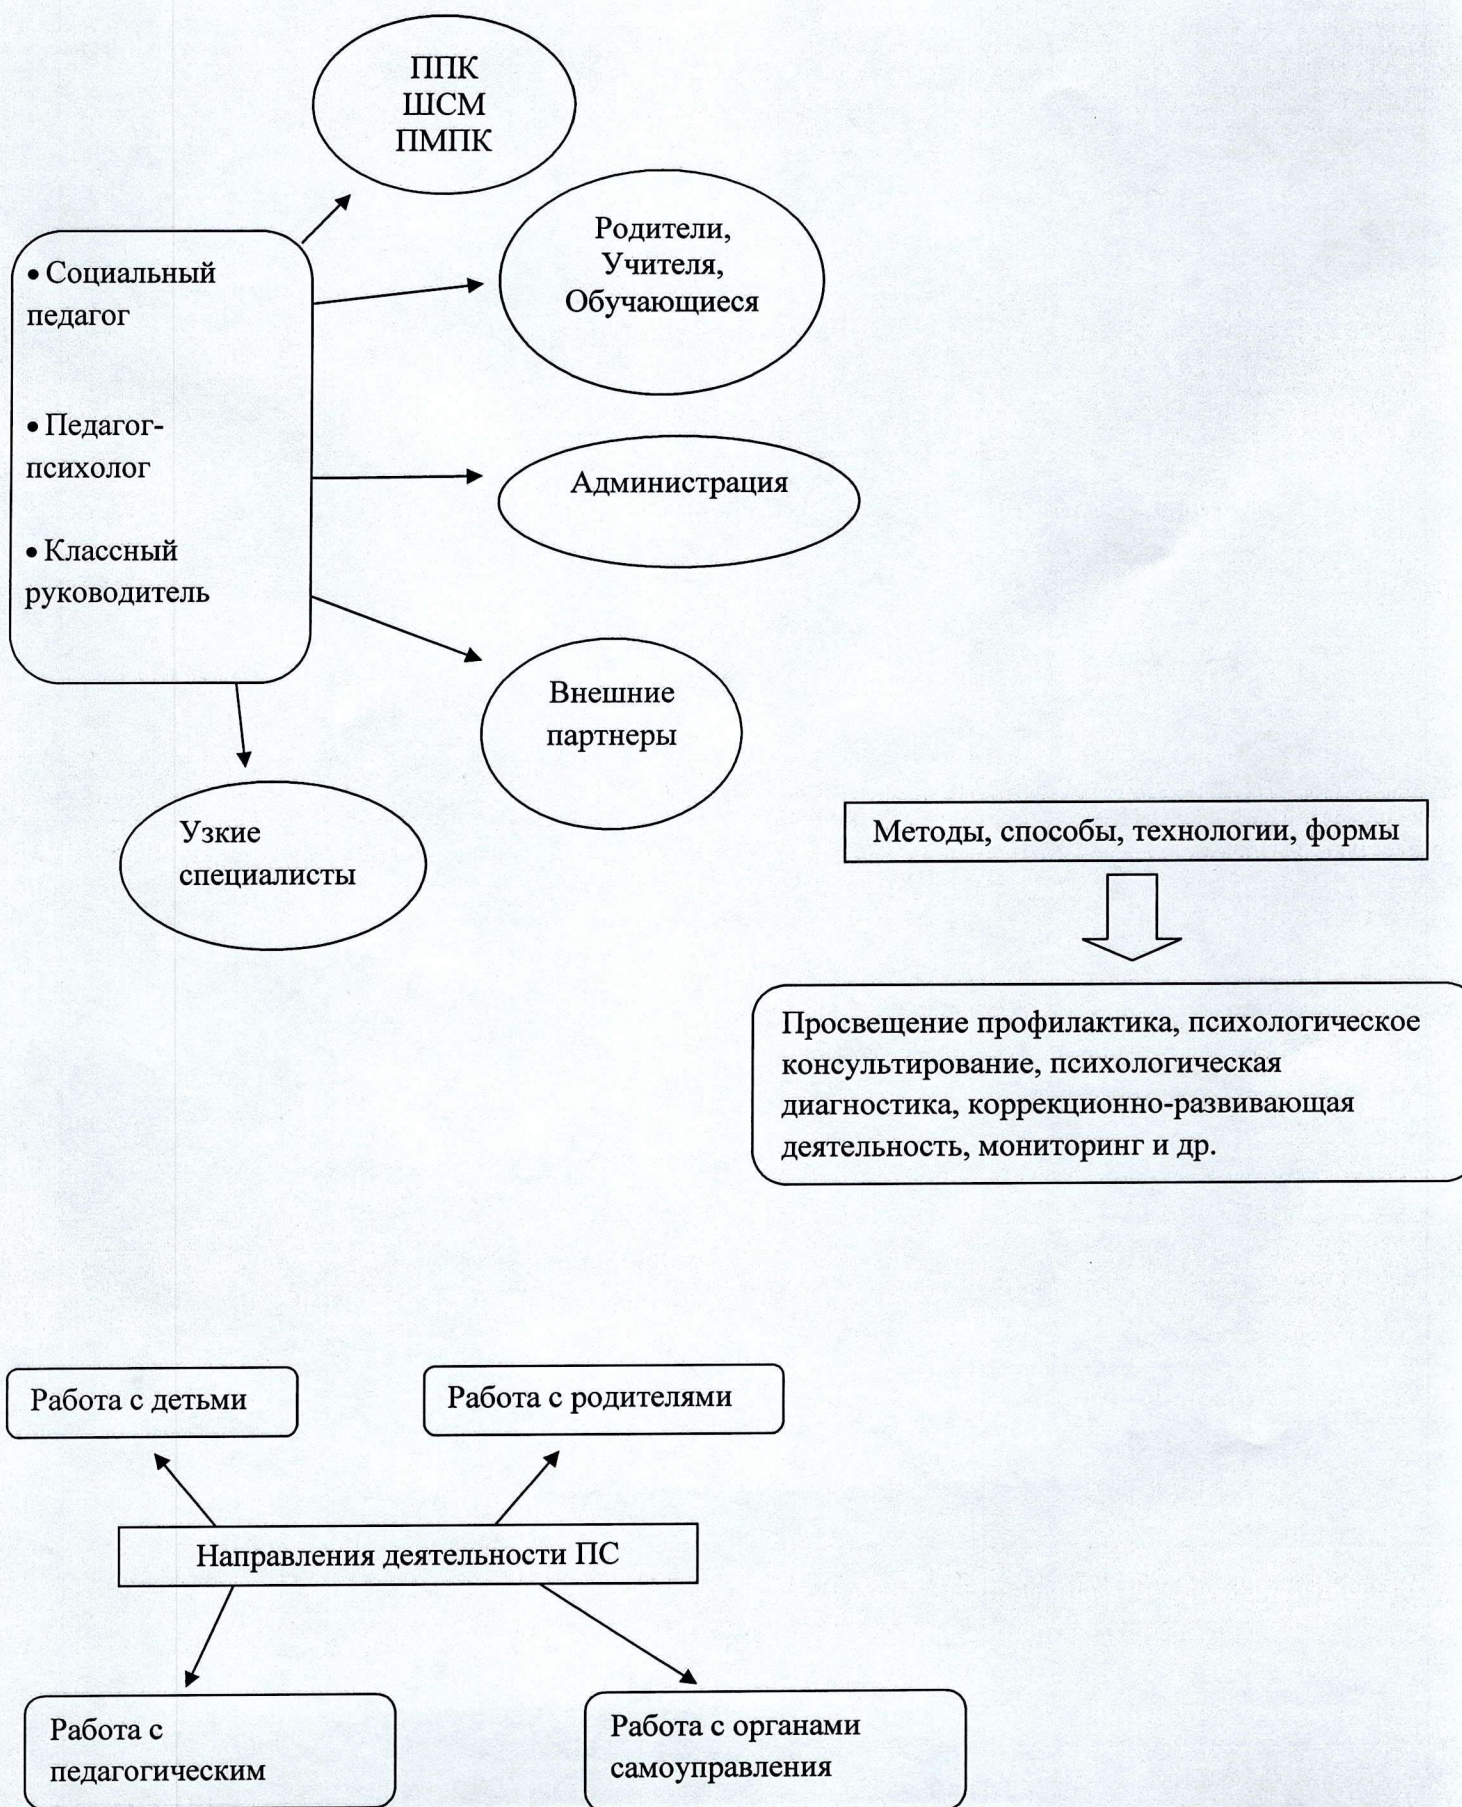 ППК
ШСМ
ПМПК
Родители,
Учителя,
Обучающиеся
• Социальный
педагог
• Педагог-
психолог
• Классный
руководитель
Администрация
Внешние
партнеры
Узкие
специалисты
Методы, способы, технологии, формы
Просвещение профилактика, психологическое
консультирование, психологическая
диагностика, коррекционно-развивающая
деятельность, мониторинг и др.
Работа с детьми
Работа с родителями
Направления деятельности ПС
Работа с
педагогическим
Работа с органами
самоуправления